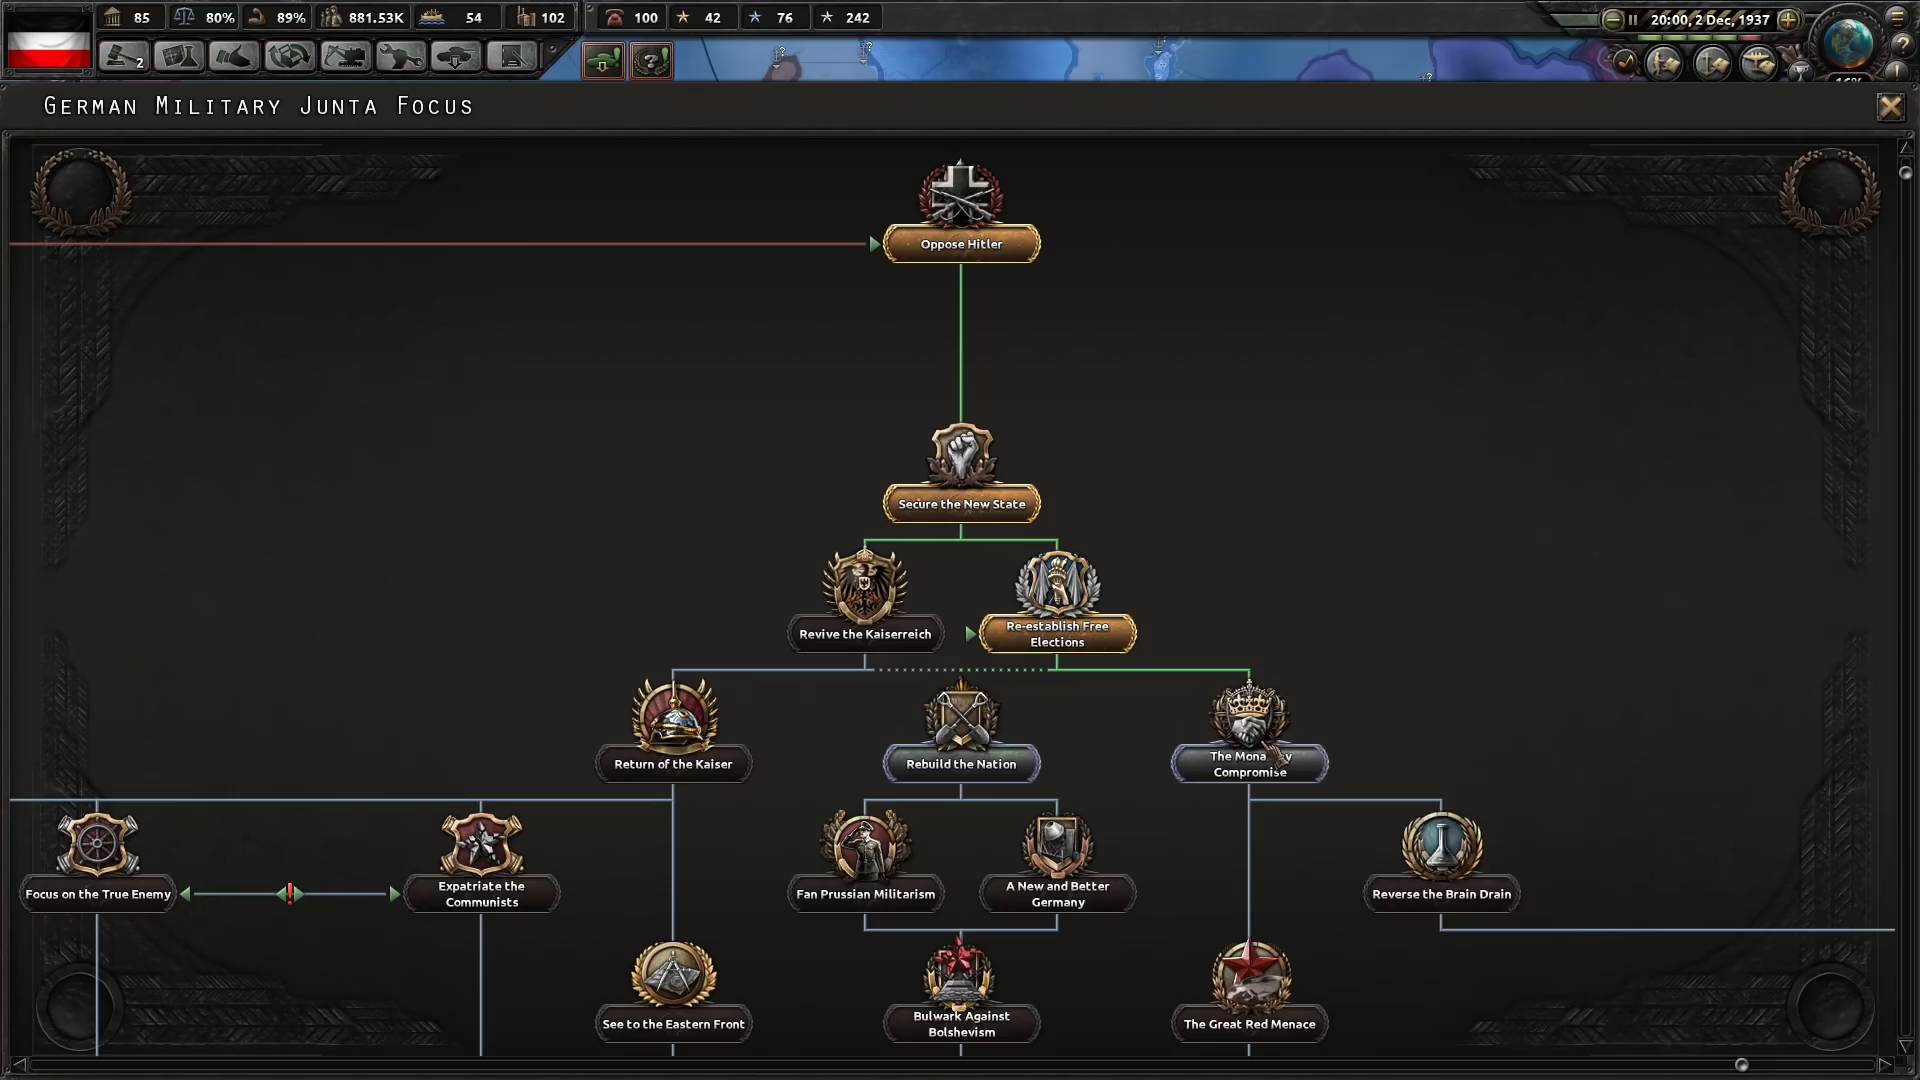 85 80% 89% 881.53K 54 102 100 42 76 242 20:00, 2 Dec, 1937
2
16%
German Military Junta Focus
Oppose Hitler
Secure the New State
Revive the Kaiserreich
Re-establish Free
Elections
Return of the Kaiser
Rebuild the Nation
The
Compromise
Focus on the True Enemy
Expatriate the
Communists
Fan Prussian Militarism
A New and Better
Germany
Reverse the Brain Drain
See to the Eastern Front
Bulwark Against
Bolshevism
The Great Red Menace